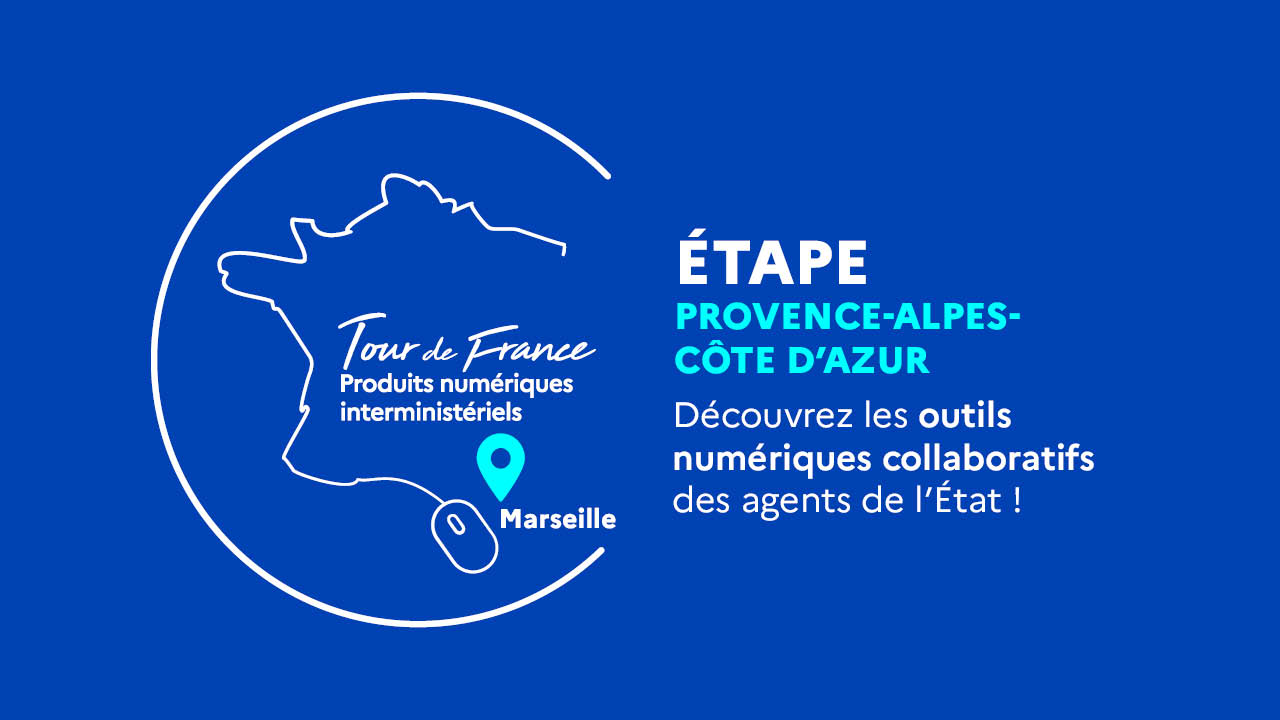 Tour de France
Produits numériques
interministériels
Marseille
ÉTAPE
PROVENCE-ALPES-
CÔTE D’AZUR
Découvrez les outils
numériques collaboratifs
des agents de l’État !